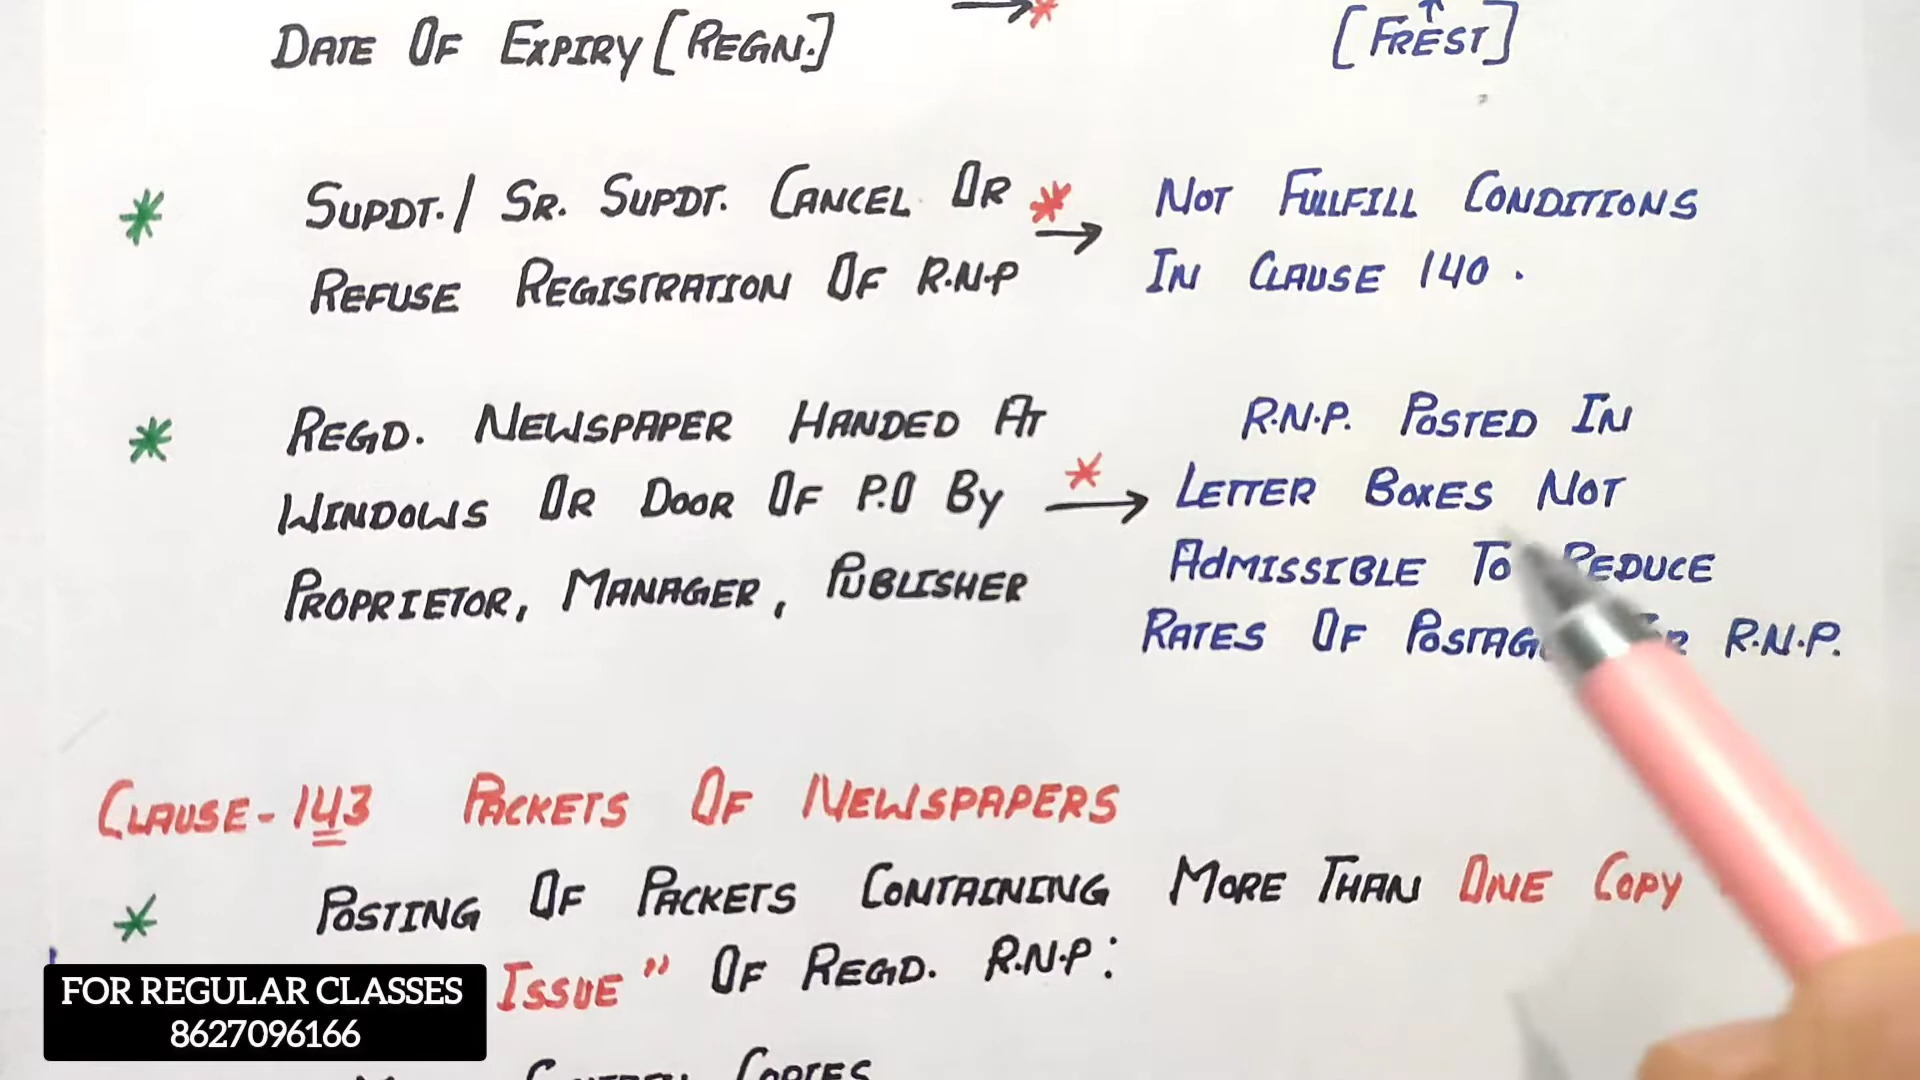 DATE OF EXPIRY [REGN.] → * [FREST]
* SUPDT./ SR. SUPDT. CANCEL OR * → NOT FULFILL CONDITIONS
REFUSE REGISTRATION OF R.N.P IN CLAUSE 140.
* REGD. NEWSPAPER HANDED AT R.N.P. POSTED IN
WINDOWS OR DOOR OF P.O BY * → LETTER BOXES NOT
ADMISSIBLE TO REDUCE
PROPRIETOR, MANAGER, PUBLISHER RATES OF POSTAGE R.N.P.
CLAUSE-143 PACKETS OF NEWSPAPERS
* POSTING OF PACKETS CONTAINING MORE THAN ONE COPY
ISSUE" OF REGD. R.N.P:
COPIES
FOR REGULAR CLASSES
8627096166